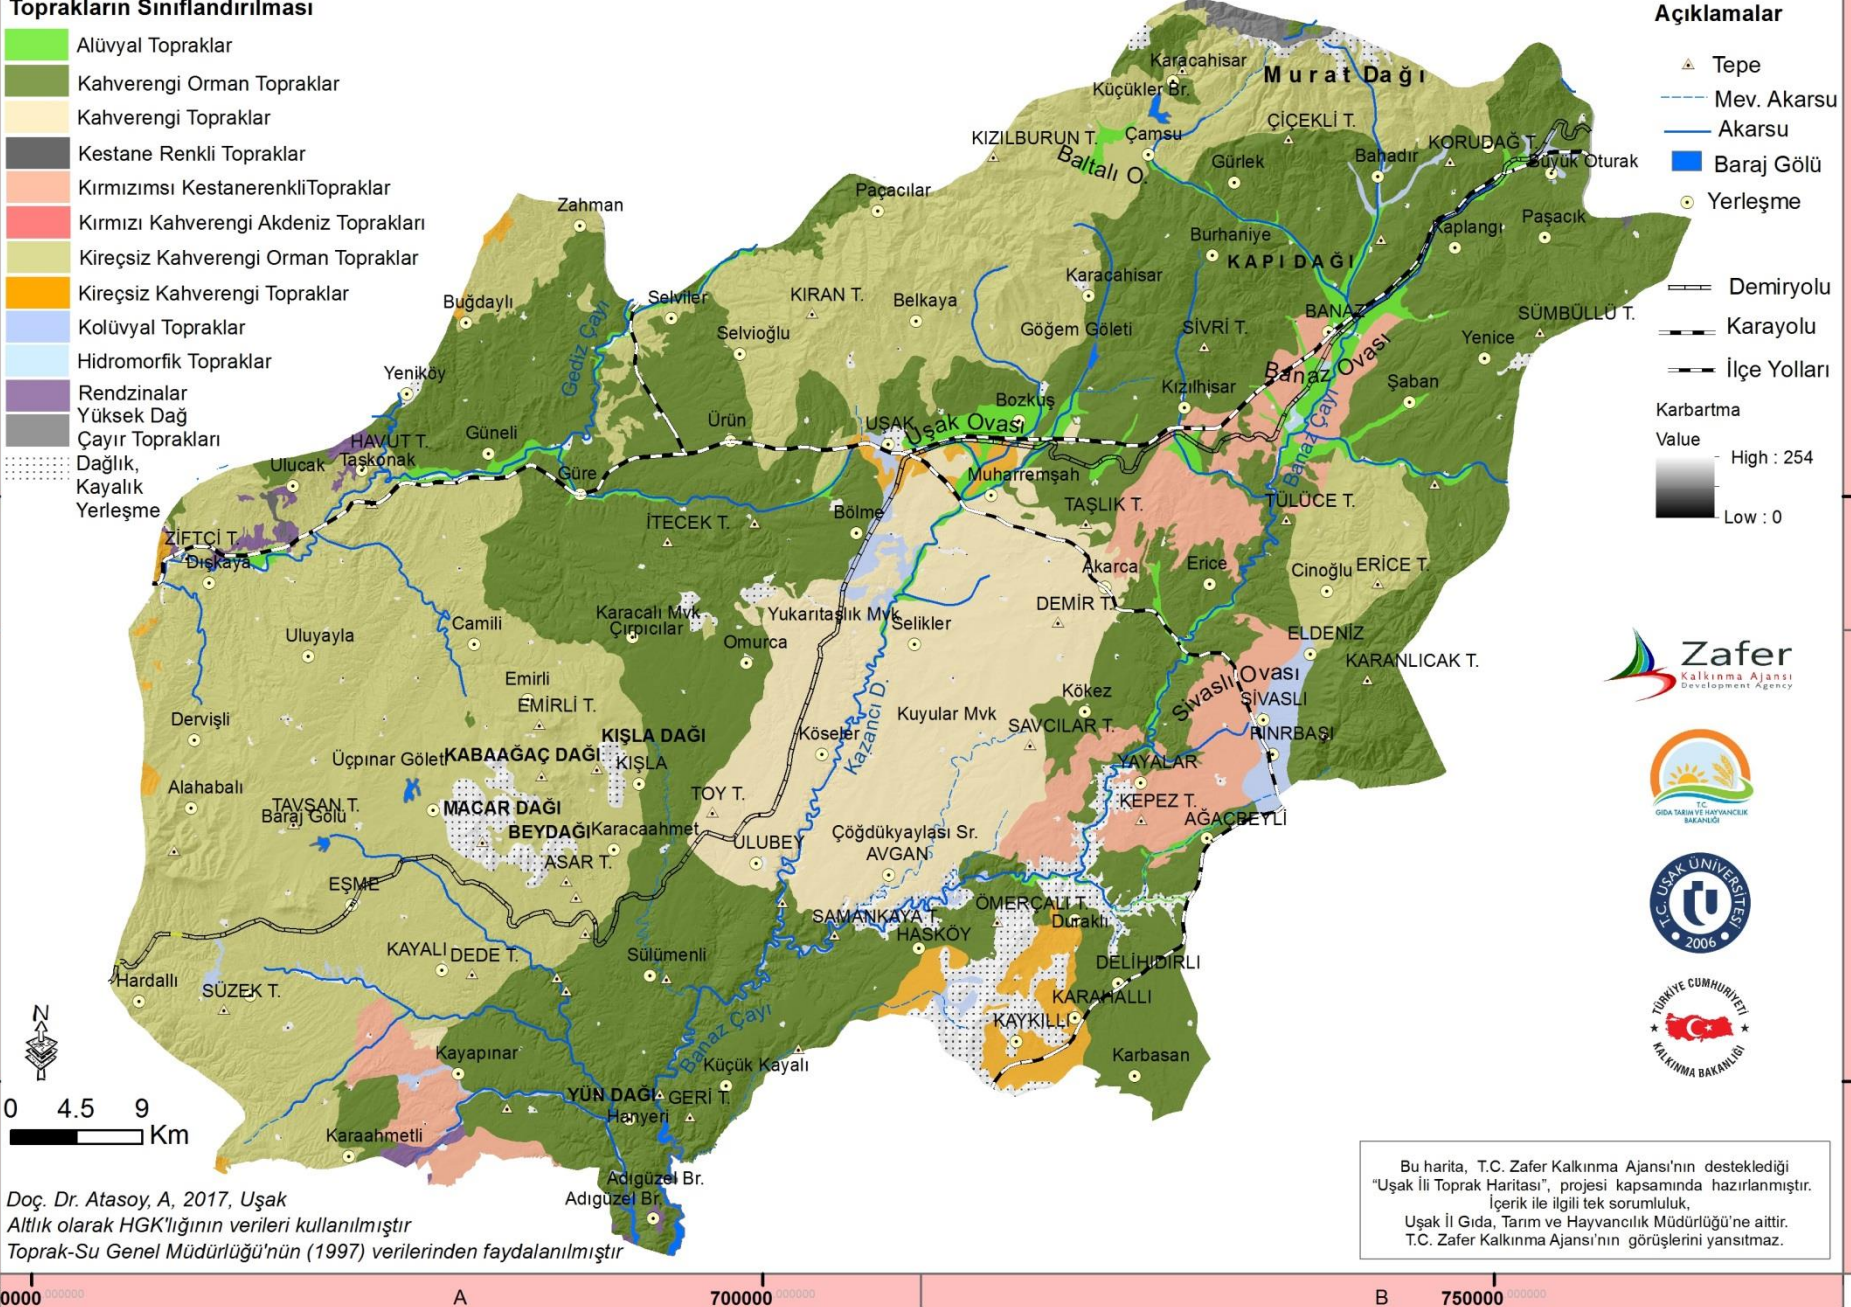 Toprakların Sınıflandırılması
Alüvyal Topraklar
Kahverengi Orman Topraklar
Kahverengi Topraklar
Kestane Renkli Topraklar
Kırmızımsı KestanerenkliTopraklar
Kırmızı Kahverengi Akdeniz Toprakları
Kireçsiz Kahverengi Orman Topraklar
Kireçsiz Kahverengi Topraklar
Kolüvyal Topraklar
Hidromorfik Topraklar
Rendzinalar
Yüksek Dağ
Çayır Toprakları
Dağlık,
Kayalık
Yerleşme
Açıklamalar
Tepe
Mev. Akarsu
Akarsu
Baraj Gölü
Yerleşme
Demiryolu
Karayolu
İlçe Yolları
Karbartma
Value
High : 254
Low : 0
Karacahisar
Murat Dağı
Küçükler Br.
ÇİÇEKLİ T.
KIZILBURUN T.
Çamsu
Baltalı O.
Gürlek
Bahadır
KORUDAĞ T.
Büyük Oturak
Paçacılar
Zahman
Burhaniye
KAPI DAĞI
Kaplangı
Paşacık
Karacahisar
Buğdaylı
Selviler
KIRAN T.
Belkaya
Gediz Çayı
Selvioğlu
Göğem Göleti
SİVRİ T.
BANAZ
SÜMBÜLLÜ T.
Yenice
Banaz Ovası
Yeniköy
Kızılhisar
Şaban
Bozkuş
Ürün
UŞAK
Uşak Ovası
Banaz Çayı
HAVUT T.
Güneli
Taşkonak
Ulucak
Güre
Muharremşah
TAŞLIK T.
TÜLÜCE T.
İTECEK T.
Bölme
ZİFTÇİ T.
Dışkaya
Akarca
Erice
Cinoğlu
ERİCE T.
DEMİR T.
Karacalı Mvk
Çırpıcılar
Yukarıtaşlık Mvk
Selikler
Omurca
Camili
Uluyayla
ELDENİZ
KARANLICAK T.
Emirli
EMİRLİ T.
Kökez
Sivaslı Ovası
SİVASLI
Kuyular Mvk
SAVCILAR T.
Dervişli
Köseler
Kazancı D.
PINRBAŞI
KIŞLA DAĞI
KABAAĞAÇ DAĞI
KIŞLA
Üçpınar Göleti
YAYALAR
Alahabalı
TAVŞAN T.
Baraj Gölü
MACAR DAĞI
BEYDAĞI
TOY T.
KEPEZ T.
AĞAÇBEYLİ
Karacaahmet
Çöğdükyaylası Sr.
ULUBEY
AVGAN
ASAR T.
EŞME
ÖMERÇALI T.
Duraklı
SAMANKAYA T.
HASKÖY
KAYALI
DEDE T.
Sülümenli
DELİHIDIRLI
Hardallı
SÜZEK T.
KARAHALLI
KAYKILLI
Banaz Çayı
Kayapınar
Küçük Kayalı
Karbasan
YÜN DAĞI
GERİ T.
Hanyeri
Karaahmetli
Adıgüzel Br.
Adıgüzel Br.
N
0 4.5 9
Km
Zafer
Kalkınma Ajansı
Development Agency
T.C.
GIDA TARIM VE HAYVANCILIK
BAKANLIĞI
T.C. UŞAK ÜNİVERSİTESİ
2006
TÜRKİYE CUMHURİYETİ
KALKINMA BAKANLIĞI
Doç. Dr. Atasoy, A, 2017, Uşak
Altlık olarak HGK'lığının verileri kullanılmıştır
Toprak-Su Genel Müdürlüğü'nün (1997) verilerinden faydalanılmıştır
Bu harita, T.C. Zafer Kalkınma Ajansı'nın desteklediği
“Uşak İli Toprak Haritası”, projesi kapsamında hazırlanmıştır.
İçerik ile ilgili tek sorumluluk,
Uşak İl Gıda, Tarım ve Hayvancılık Müdürlüğü'ne aittir.
T.C. Zafer Kalkınma Ajansı'nın görüşlerini yansıtmaz.
0000.000000
A
700000.000000
B
750000.000000